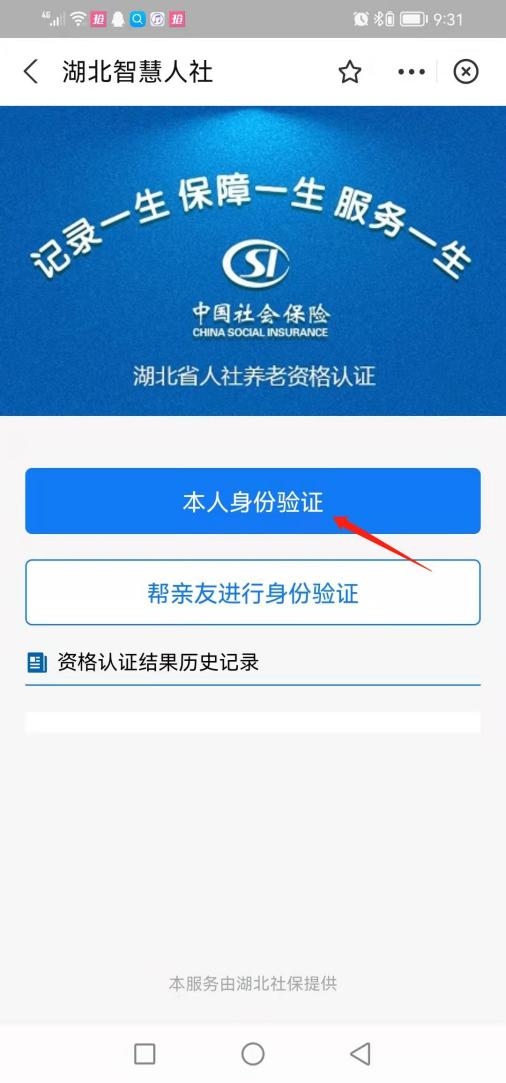 4G 抢 抢 9:31
湖北智慧人社
记录一生 保障一生 服务一生
SI
中国社会保险
CHINA SOCIAL INSURANCE
湖北省人社养老资格认证
本人身份验证
帮亲友进行身份验证
资格认证结果历史记录
本服务由湖北社保提供